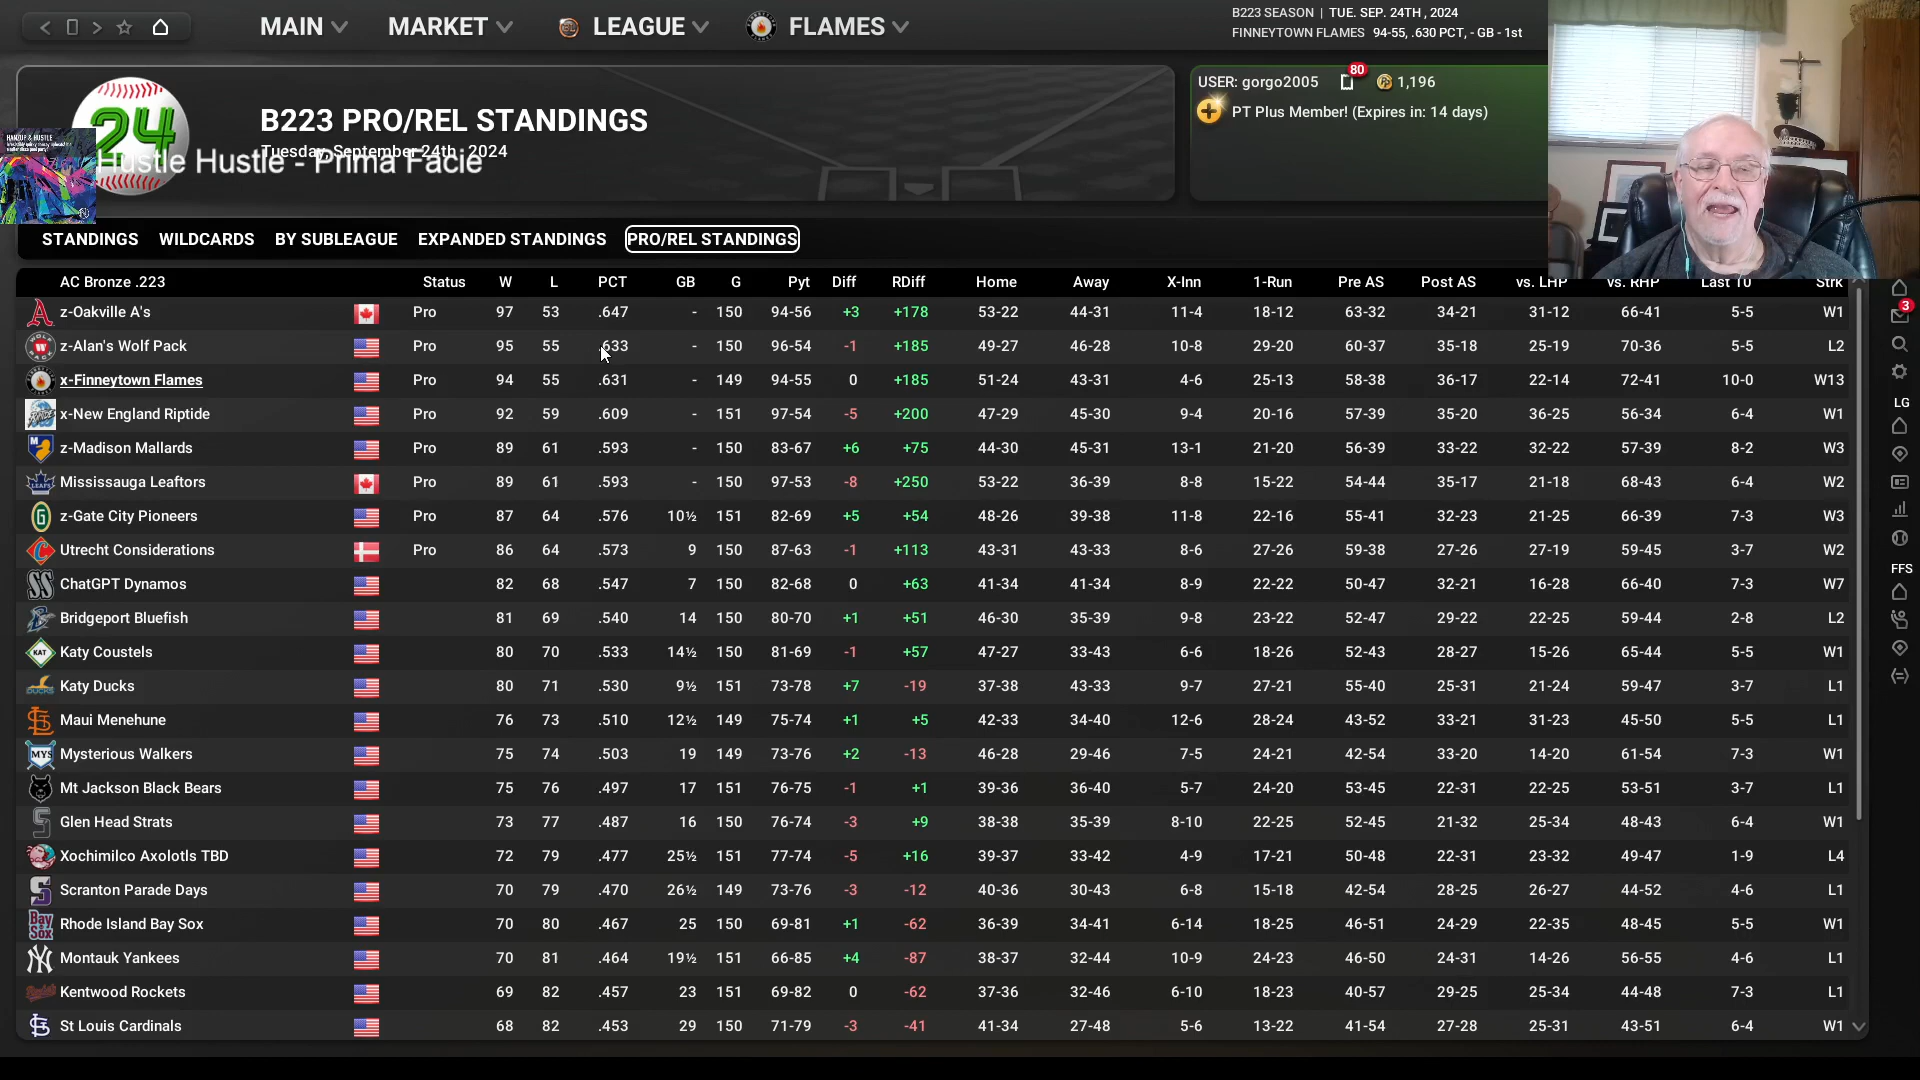 MAIN MARKET LEAGUE FLAMES
B223 SEASON | TUE. SEP. 24TH , 2024
FINNEYTOWN FLAMES 94-55, .630 PCT, - GB - 1st
24
B223 PRO/REL STANDINGS
Tuesday, September 24th , 2024
Hustle Hustle - Prima Facie
USER: gorgo2005 80 1,196
PT Plus Member! (Expires in: 14 days)
STANDINGS WILDCARDS BY SUBLEAGUE EXPANDED STANDINGS PRO/REL STANDINGS
AC Bronze .223 Status W L PCT GB G Pyt Diff RDiff Home Away X-Inn 1-Run Pre AS Post AS vs. LHP vs. RHP Last 10 Strk
z-Oakville A's Pro 97 53 .647 - 150 94-56 +3 +178 53-22 44-31 11-4 18-12 63-32 34-21 31-12 66-41 5-5 W1
z-Alan's Wolf Pack Pro 95 55 .633 - 150 96-54 -1 +185 49-27 46-28 10-8 29-20 60-37 35-18 25-19 70-36 5-5 L2
x-Finneytown Flames Pro 94 55 .631 - 149 94-55 0 +185 51-24 43-31 4-6 25-13 58-38 36-17 22-14 72-41 10-0 W13
x-New England Riptide Pro 92 59 .609 - 151 97-54 -5 +200 47-29 45-30 9-4 20-16 57-39 35-20 36-25 56-34 6-4 W1
z-Madison Mallards Pro 89 61 .593 - 150 83-67 +6 +75 44-30 45-31 13-1 21-20 56-39 33-22 32-22 57-39 8-2 W3
Mississauga Leaftors Pro 89 61 .593 - 150 97-53 -8 +250 53-22 36-39 8-8 15-22 54-44 35-17 21-18 68-43 6-4 W2
z-Gate City Pioneers Pro 87 64 .576 10½ 151 82-69 +5 +54 48-26 39-38 11-8 22-16 55-41 32-23 21-25 66-39 7-3 W3
Utrecht Considerations Pro 86 64 .573 9 150 87-63 -1 +113 43-31 43-33 8-6 27-26 59-38 27-26 27-19 59-45 3-7 W2
ChatGPT Dynamos 82 68 .547 7 150 82-68 0 +63 41-34 41-34 8-9 22-22 50-47 32-21 16-28 66-40 7-3 W7
Bridgeport Bluefish 81 69 .540 14 150 80-70 +1 +51 46-30 35-39 9-8 23-22 52-47 29-22 22-25 59-44 2-8 L2
Katy Coustels 80 70 .533 14½ 150 81-69 -1 +57 47-27 33-43 6-6 18-26 52-43 28-27 15-26 65-44 5-5 W1
Katy Ducks 80 71 .530 9½ 151 73-78 +7 -19 37-38 43-33 9-7 27-21 55-40 25-31 21-24 59-47 3-7 L1
Maui Menehune 76 73 .510 12½ 149 75-74 +1 +5 42-33 34-40 12-6 28-24 43-52 33-21 31-23 45-50 5-5 L1
Mysterious Walkers 75 74 .503 19 149 73-76 +2 -13 46-28 29-46 7-5 24-21 42-54 33-20 14-20 61-54 7-3 W1
Mt Jackson Black Bears 75 76 .497 17 151 76-75 -1 +1 39-36 36-40 5-7 24-20 53-45 22-31 22-25 53-51 3-7 L1
Glen Head Strats 73 77 .487 16 150 76-74 -3 +9 38-38 35-39 8-10 22-25 52-45 21-32 25-34 48-43 6-4 W1
Xochimilco Axolotls TBD 72 79 .477 25½ 151 77-74 -5 +16 39-37 33-42 4-9 17-21 50-48 22-31 23-32 49-47 1-9 L4
Scranton Parade Days 70 79 .470 26½ 149 73-76 -3 -12 40-36 30-43 6-8 15-18 42-54 28-25 26-27 44-52 4-6 L1
Rhode Island Bay Sox 70 80 .467 25 150 69-81 +1 -62 36-39 34-41 6-14 18-25 46-51 24-29 22-35 48-45 5-5 W1
Montauk Yankees 70 81 .464 19½ 151 66-85 +4 -87 38-37 32-44 10-9 24-23 46-50 24-31 14-26 56-55 4-6 L1
Kentwood Rockets 69 82 .457 23 151 69-82 0 -62 37-36 32-46 6-10 18-23 40-57 29-25 25-34 44-48 7-3 L1
St Louis Cardinals 68 82 .453 29 150 71-79 -3 -41 41-34 27-48 5-6 13-22 41-54 27-28 25-31 43-51 6-4 W1
3
LG
FFS